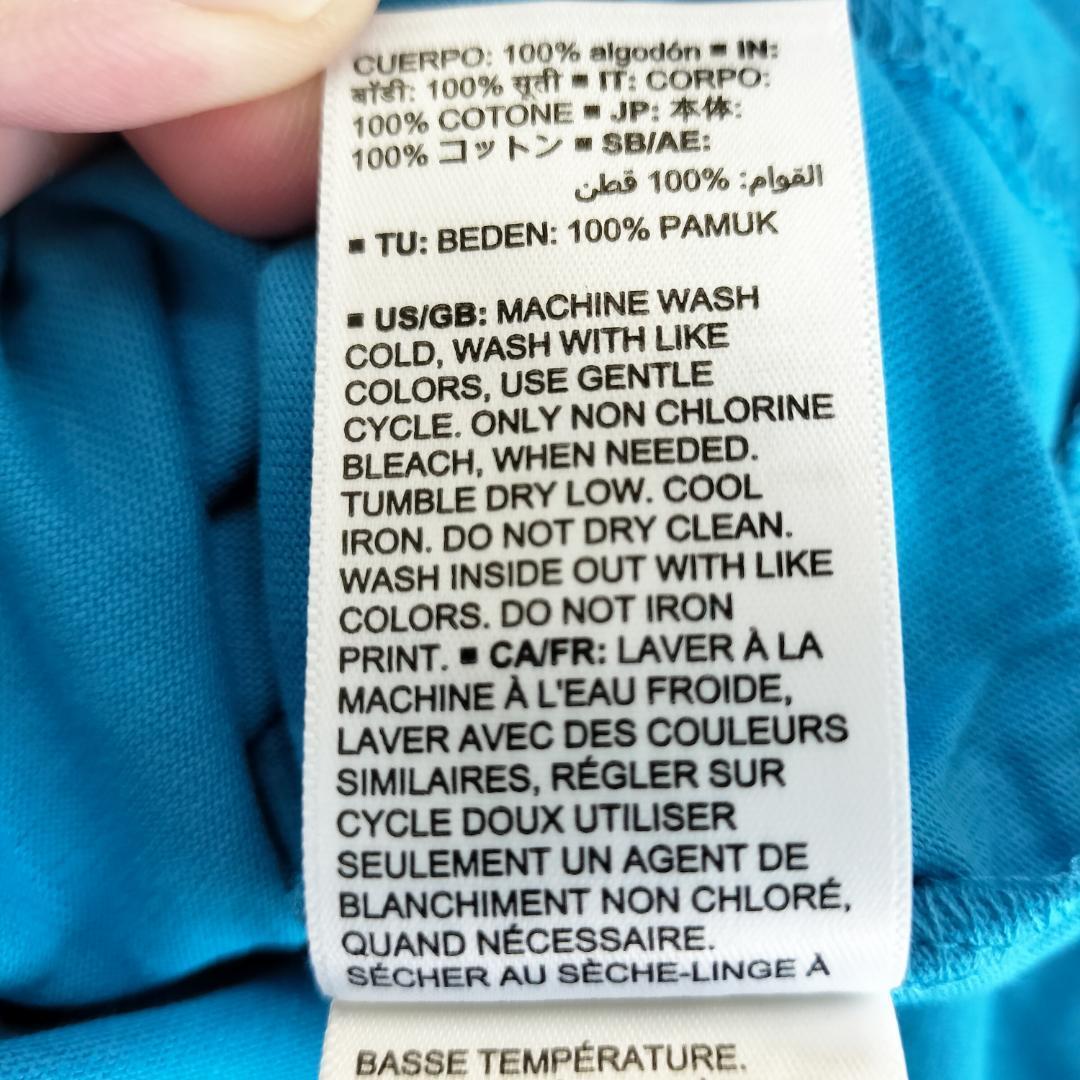 CUERPO: 100% algodón ▪ IN:
बॉडी: 100% सूती ▪ IT: CORPO:
100% COTONE ▪ JP: 本体:
100% コットン ▪ SB/AE:
القوام: 100% قطن
▪ TU: BEDEN: 100% PAMUK
▪ US/GB: MACHINE WASH
COLD, WASH WITH LIKE
COLORS, USE GENTLE
CYCLE. ONLY NON CHLORINE
BLEACH, WHEN NEEDED.
TUMBLE DRY LOW. COOL
IRON. DO NOT DRY CLEAN.
WASH INSIDE OUT WITH LIKE
COLORS. DO NOT IRON
PRINT. ▪ CA/FR: LAVER À LA
MACHINE À L'EAU FROIDE,
LAVER AVEC DES COULEURS
SIMILAIRES, RÉGLER SUR
CYCLE DOUX UTILISER
SEULEMENT UN AGENT DE
BLANCHIMENT NON CHLORÉ,
QUAND NÉCESSAIRE.
SÉCHER AU SÈCHE-LINGE À
BASSE TEMPÉRATURE.